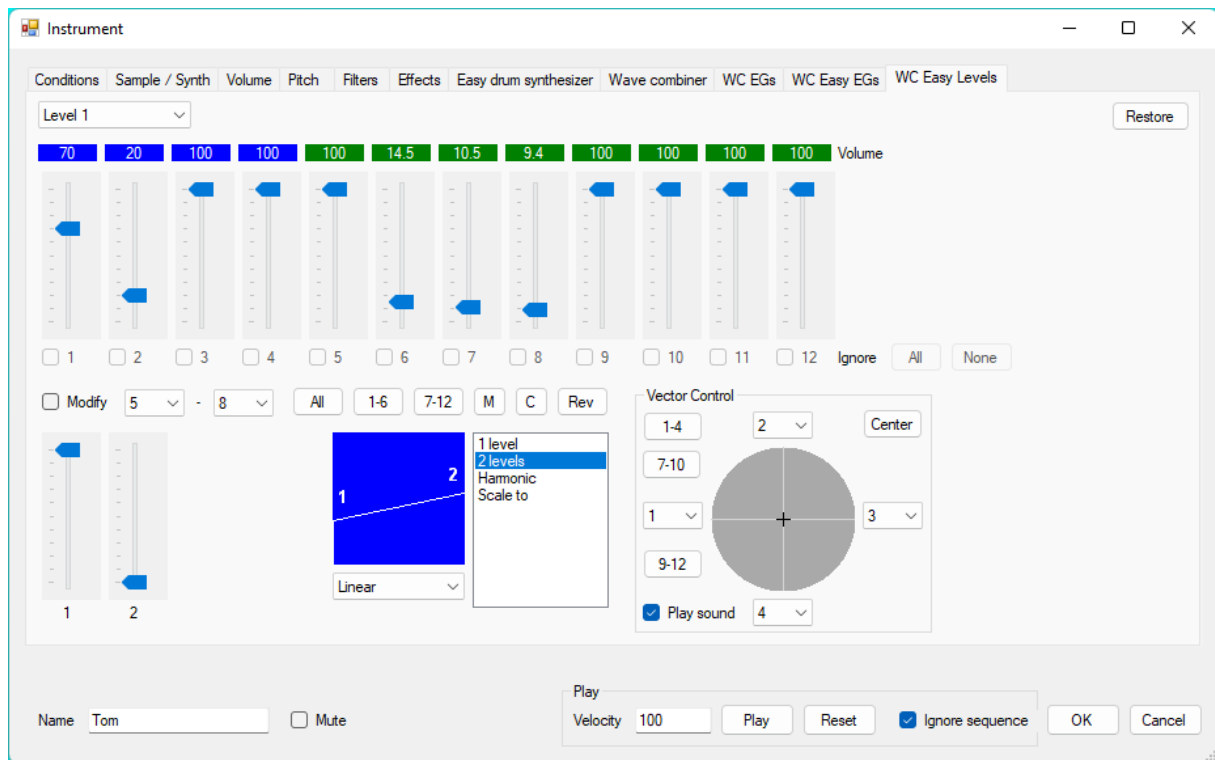 Instrument
Conditions Sample / Synth Volume Pitch Filters Effects Easy drum synthesizer Wave combiner WC EGs WC Easy EGs WC Easy Levels
Level 1 Restore
70 20 100 100 100 14.5 10.5 9.4 100 100 100 100 Volume
1 2 3 4 5 6 7 8 9 10 11 12 Ignore All None
Modify 5 - 8 All 1-6 7-12 M C Rev
Vector Control
1-4 2 Center
7-10
1 3
9-12
Play sound 4
1 2
1 level
2 levels
Harmonic
Scale to
Linear
1 2
Play
Name Tom Mute Velocity 100 Play Reset Ignore sequence OK Cancel